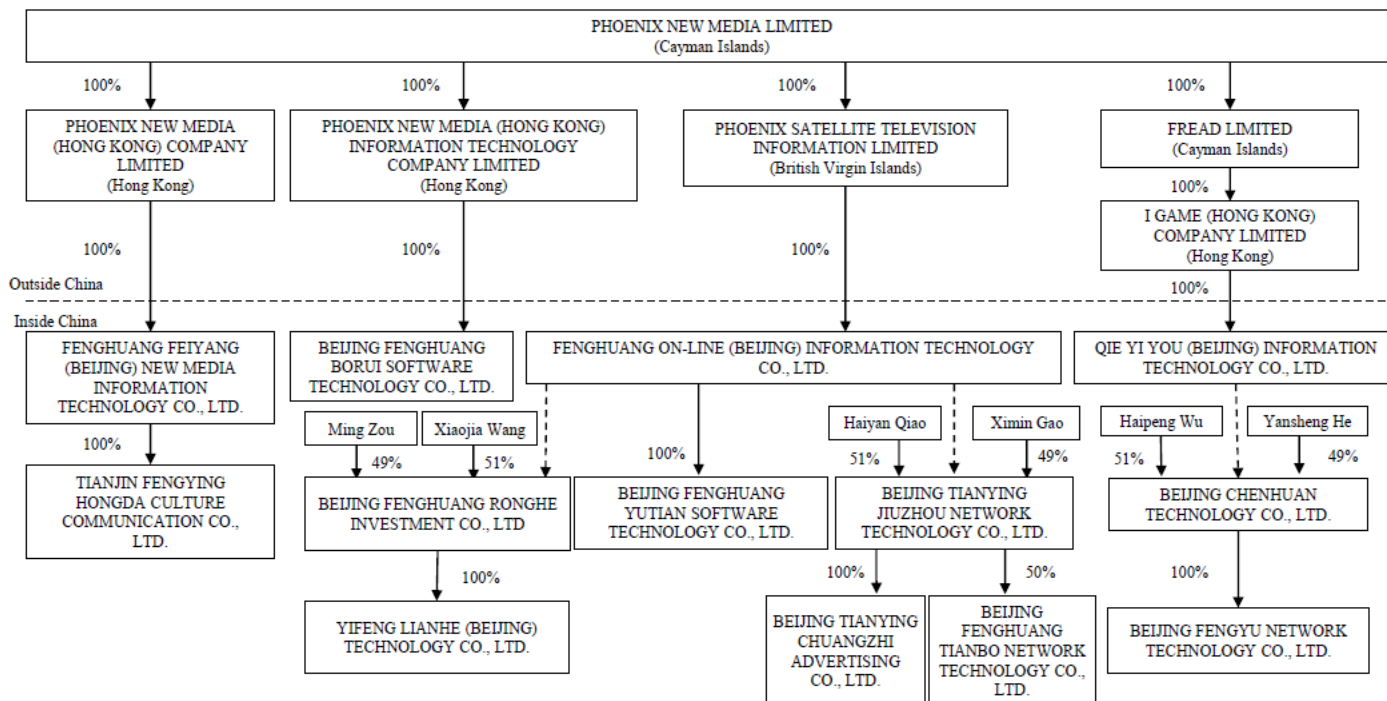 PHOENIX NEW MEDIA LIMITED
(Cayman Islands)
100%
100%
100%
100%
PHOENIX NEW MEDIA
(HONG KONG) COMPANY
LIMITED
(Hong Kong)
PHOENIX NEW MEDIA (HONG KONG)
INFORMATION TECHNOLOGY
COMPANY LIMITED
(Hong Kong)
PHOENIX SATELLITE TELEVISION
INFORMATION LIMITED
(British Virgin Islands)
FREAD LIMITED
(Cayman Islands)
100%
I GAME (HONG KONG)
COMPANY LIMITED
(Hong Kong)
100%
100%
100%
100%
Outside China
Inside China
FENGHUANG FEIYANG
(BEIJING) NEW MEDIA
INFORMATION
TECHNOLOGY CO., LTD.
BEIJING FENGHUANG
BORUI SOFTWARE
TECHNOLOGY CO., LTD.
FENGHUANG ON-LINE (BEIJING) INFORMATION TECHNOLOGY
CO., LTD.
QIE YI YOU (BEIJING) INFORMATION
TECHNOLOGY CO., LTD.
Ming Zou
Xiaojia Wang
Haiyan Qiao
Ximin Gao
Haipeng Wu
Yansheng He
100%
49%
51%
100%
51%
49%
51%
49%
TIANJIN FENGYING
HONGDA CULTURE
COMMUNICATION CO.,
LTD.
BEIJING FENGHUANG RONGHE
INVESTMENT CO., LTD
BEIJING FENGHUANG
YUTIAN SOFTWARE
TECHNOLOGY CO., LTD.
BEIJING TIANYING
JIUZHOU NETWORK
TECHNOLOGY CO., LTD.
BEIJING CHENHUAN
TECHNOLOGY CO., LTD.
100%
100%
50%
100%
YIFENG LIANHE (BEIJING)
TECHNOLOGY CO., LTD.
BEIJING TIANYING
CHUANGZHI
ADVERTISING
CO., LTD.
BEIJING
FENGHUANG
TIANBO NETWORK
TECHNOLOGY CO., LTD.
BEIJING FENGYU NETWORK
TECHNOLOGY CO., LTD.